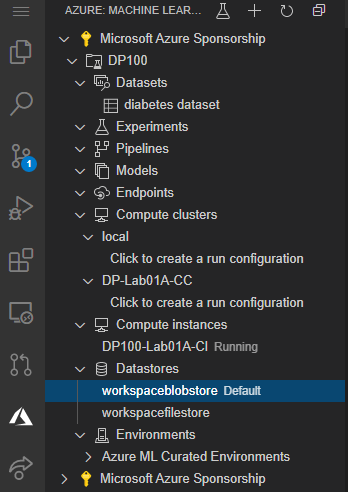 AZURE: MACHINE LEAR...
Microsoft Azure Sponsorship
DP100
Datasets
diabetes dataset
Experiments
Pipelines
Models
Endpoints
Compute clusters
local
Click to create a run configuration
DP-Lab01A-CC
Click to create a run configuration
Compute instances
DP100-Lab01A-CI Running
Datastores
workspaceblobstore Default
workspacefilestore
Environments
Azure ML Curated Environments
Microsoft Azure Sponsorship
1